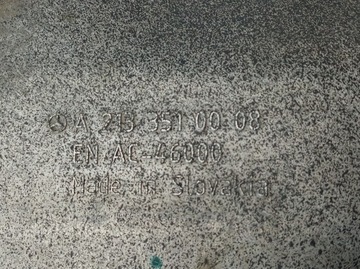 A 213 351 00 08
EN AC-46000
Made in Slovakia